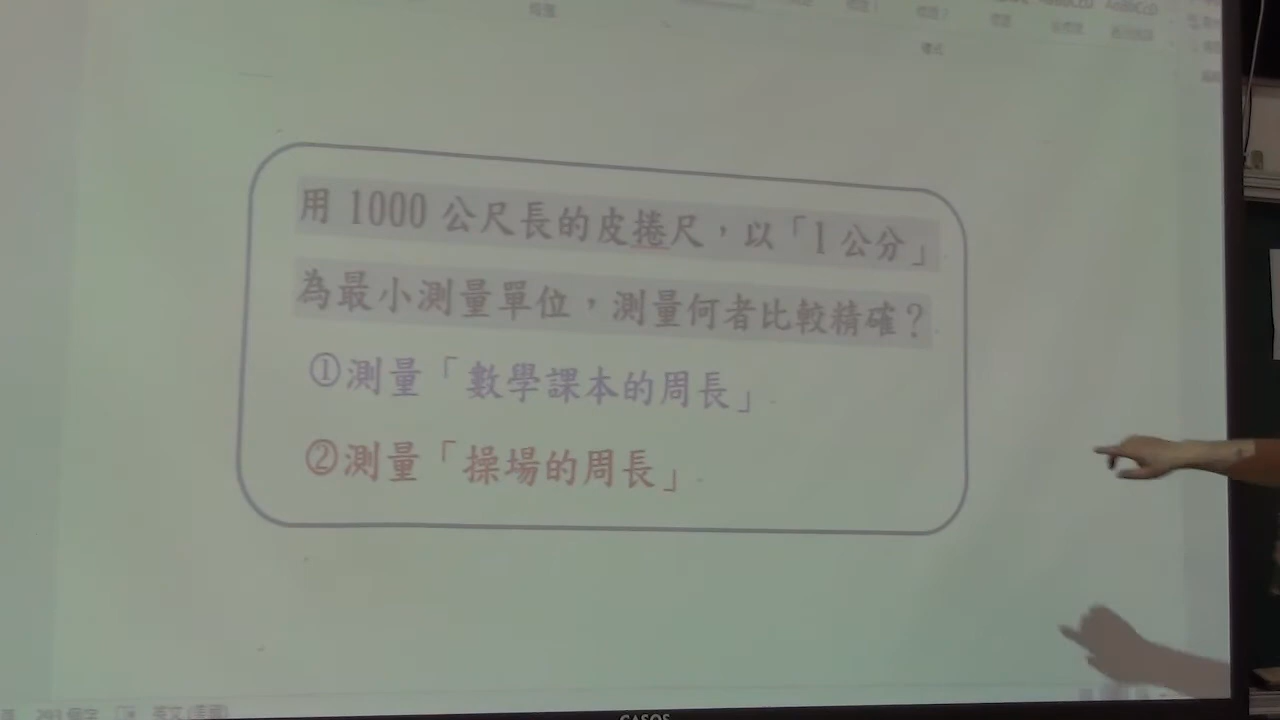 用 1000 公尺長的皮捲尺，以「1 公分」
為最小測量單位，測量何者比較精確？
①測量「數學課本的周長」
②測量「操場的周長」